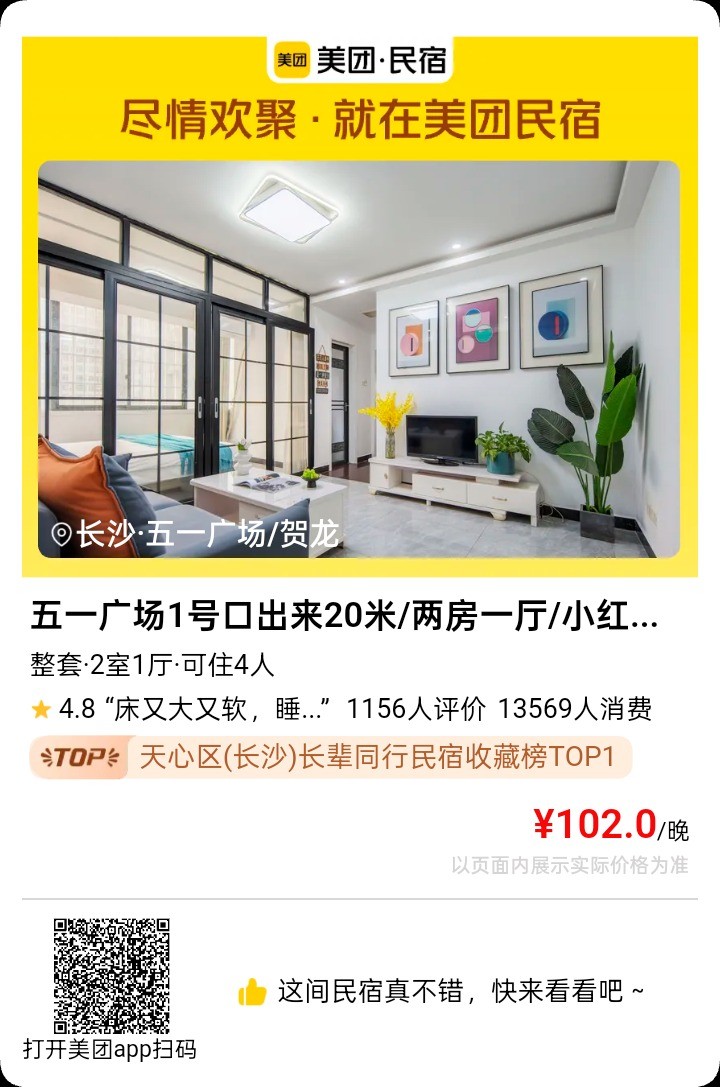 美团 美团·民宿
尽情欢聚·就在美团民宿
长沙·五一广场/贺龙
五一广场1号口出来20米/两房一厅/小红...
整套·2室1厅·可住4人
4.8 “床又大又软，睡...” 1156人评价 13569人消费
TOP 天心区(长沙)长辈同行民宿收藏榜TOP1
¥102.0/晚
以页面内展示实际价格为准
这间民宿真不错，快来看看吧 ~
打开美团app扫码